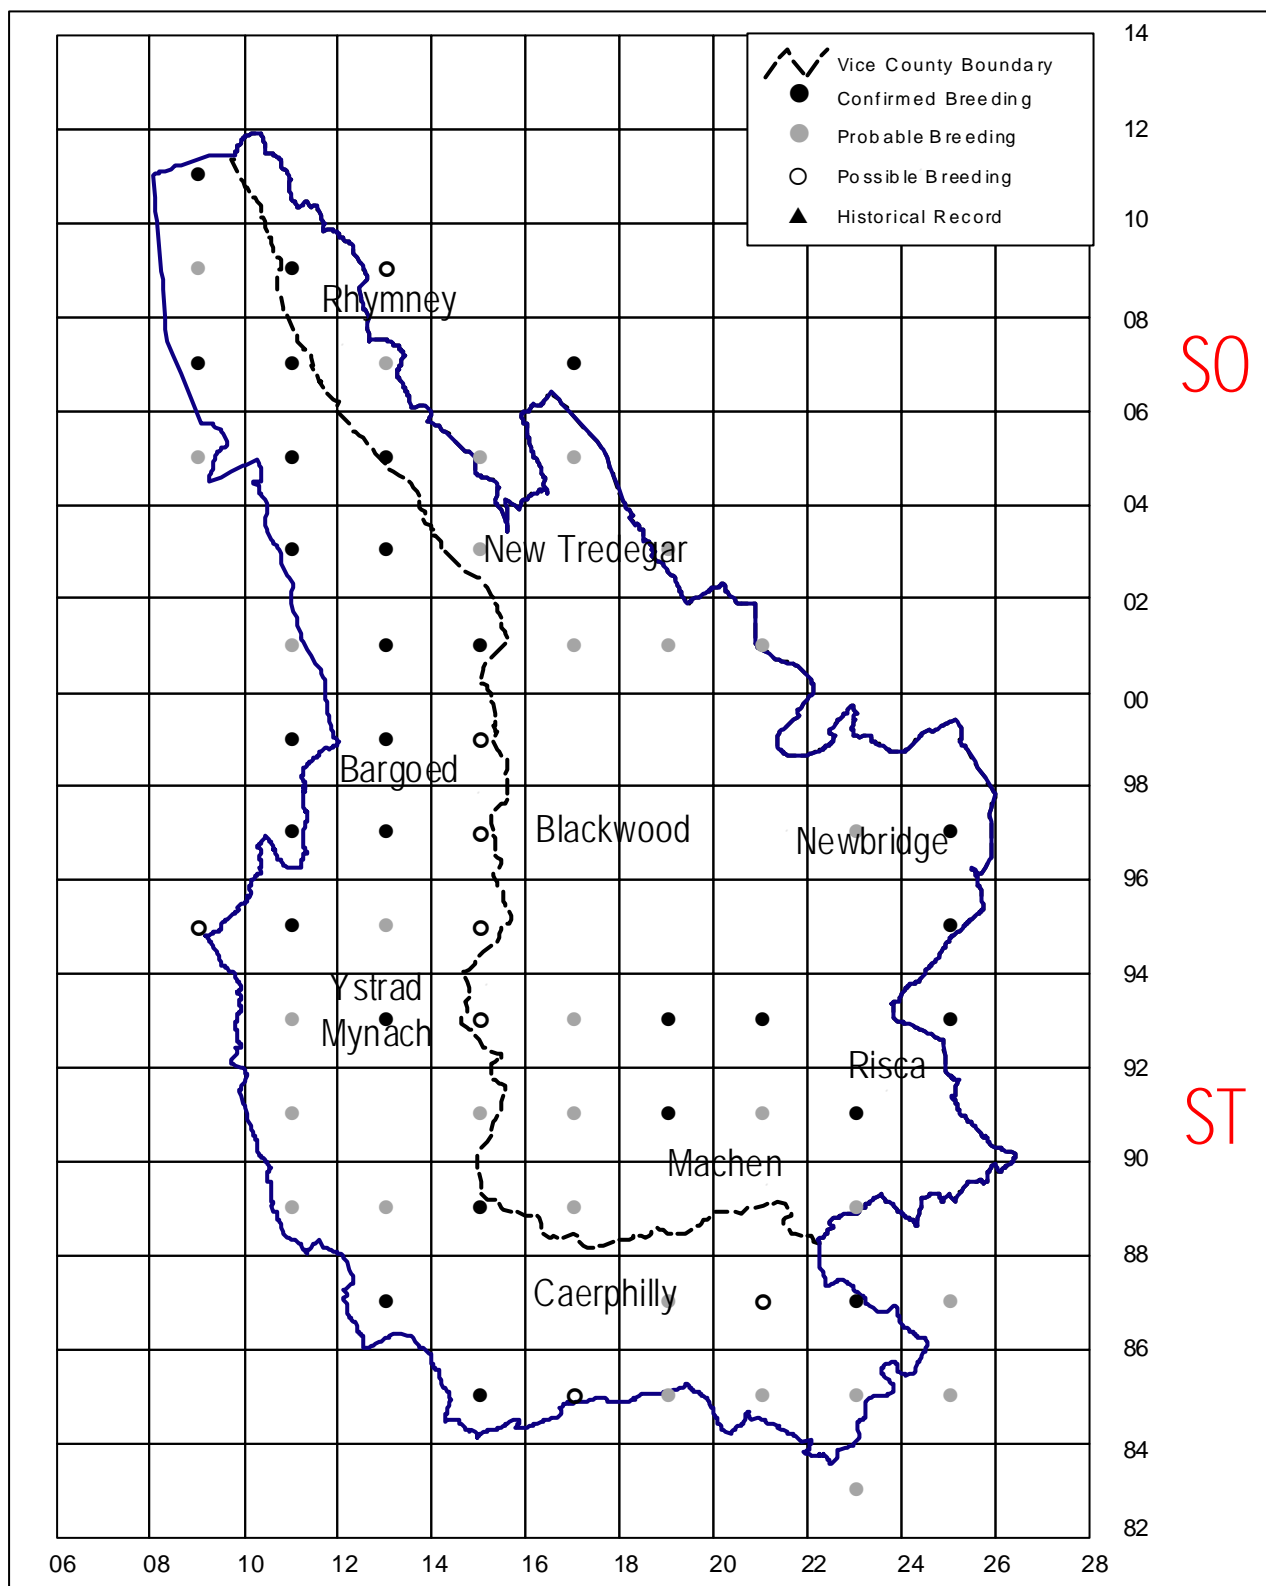 14
Vice County Boundary
Confirmed Breeding
12
Probable Breeding
Possible Breeding
10
Historical Record
Rhymney
08
SO
06
04
New Tredegar
02
00
Bargoed
98
Blackwood
Newbridge
96
94
Ystrad
Mynach
Risca
92
ST
Machen
90
88
Caerphilly
86
84
82
06 08 10 12 14 16 18 20 22 24 26 28